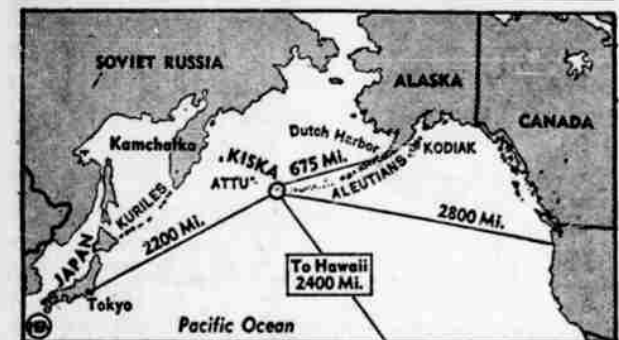 SOVIET RUSSIA
ALASKA
CANADA
Kamchatka
Dutch Harbor
KODIAK
KISKA
675 Mi.
ATTU
ALEUTIANS
KURILES
2200 Mi.
2800 Mi.
JAPAN
To Hawaii
2400 Mi.
Tokyo
Pacific Ocean